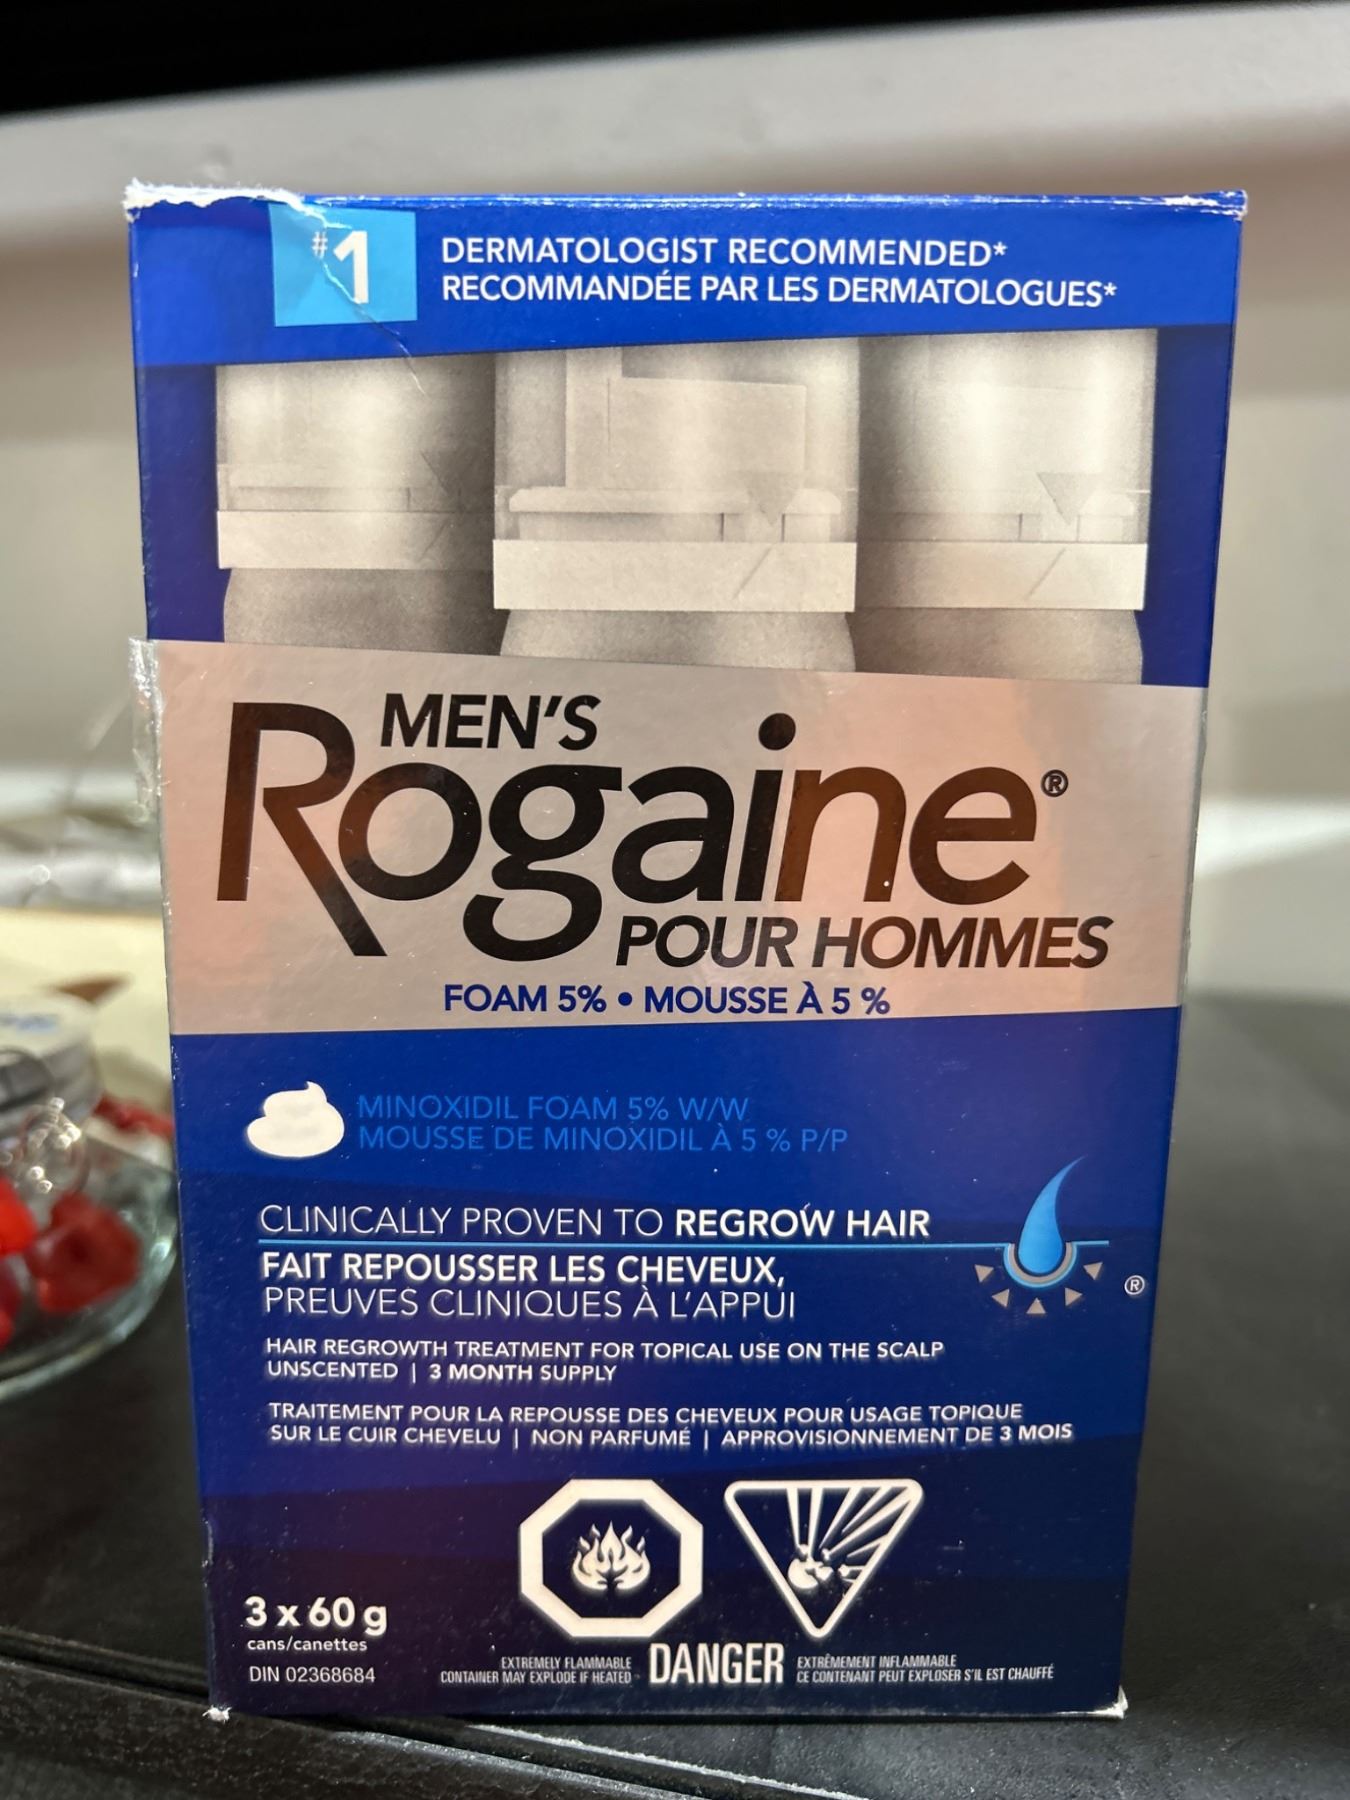 #1
DERMATOLOGIST RECOMMENDED*
RECOMMANDÉE PAR LES DERMATOLOGUES*
MEN'S
Rogaine®
POUR HOMMES
FOAM 5% • MOUSSE À 5 %
MINOXIDIL FOAM 5% W/W
MOUSSE DE MINOXIDIL À 5 % P/P
CLINICALLY PROVEN TO REGROW HAIR
FAIT REPOUSSER LES CHEVEUX,
PREUVES CLINIQUES À L'APPUI
®
HAIR REGROWTH TREATMENT FOR TOPICAL USE ON THE SCALP
UNSCENTED | 3 MONTH SUPPLY
TRAITEMENT POUR LA REPOUSSE DES CHEVEUX POUR USAGE TOPIQUE
SUR LE CUIR CHEVELU | NON PARFUMÉ | APPROVISIONNEMENT DE 3 MOIS
3 x 60 g
cans/canettes
DIN 02368684
EXTREMELY FLAMMABLE
CONTAINER MAY EXPLODE IF HEATED
DANGER
EXTRÊMEMENT INFLAMMABLE
CE CONTENANT PEUT EXPLOSER S'IL EST CHAUFFÉ